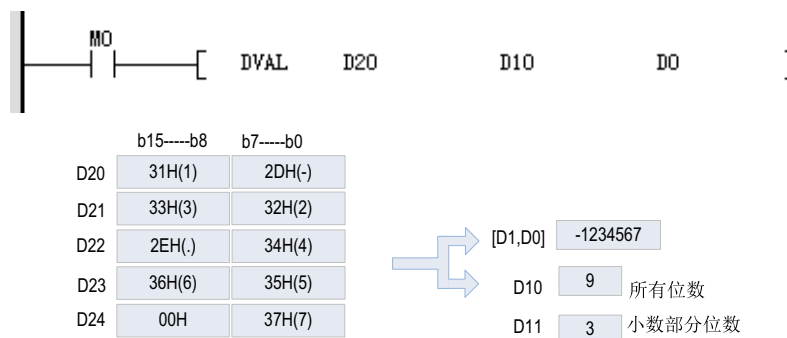 M0
[ DVAL D20 D10 D0 ]
b15-----b8 b7-----b0
D20 31H(1) 2DH(-)
D21 33H(3) 32H(2)
D22 2EH(.) 34H(4)
D23 36H(6) 35H(5)
D24 00H 37H(7)
[D1,D0] -1234567
D10 9 所有位数
D11 3 小数部分位数